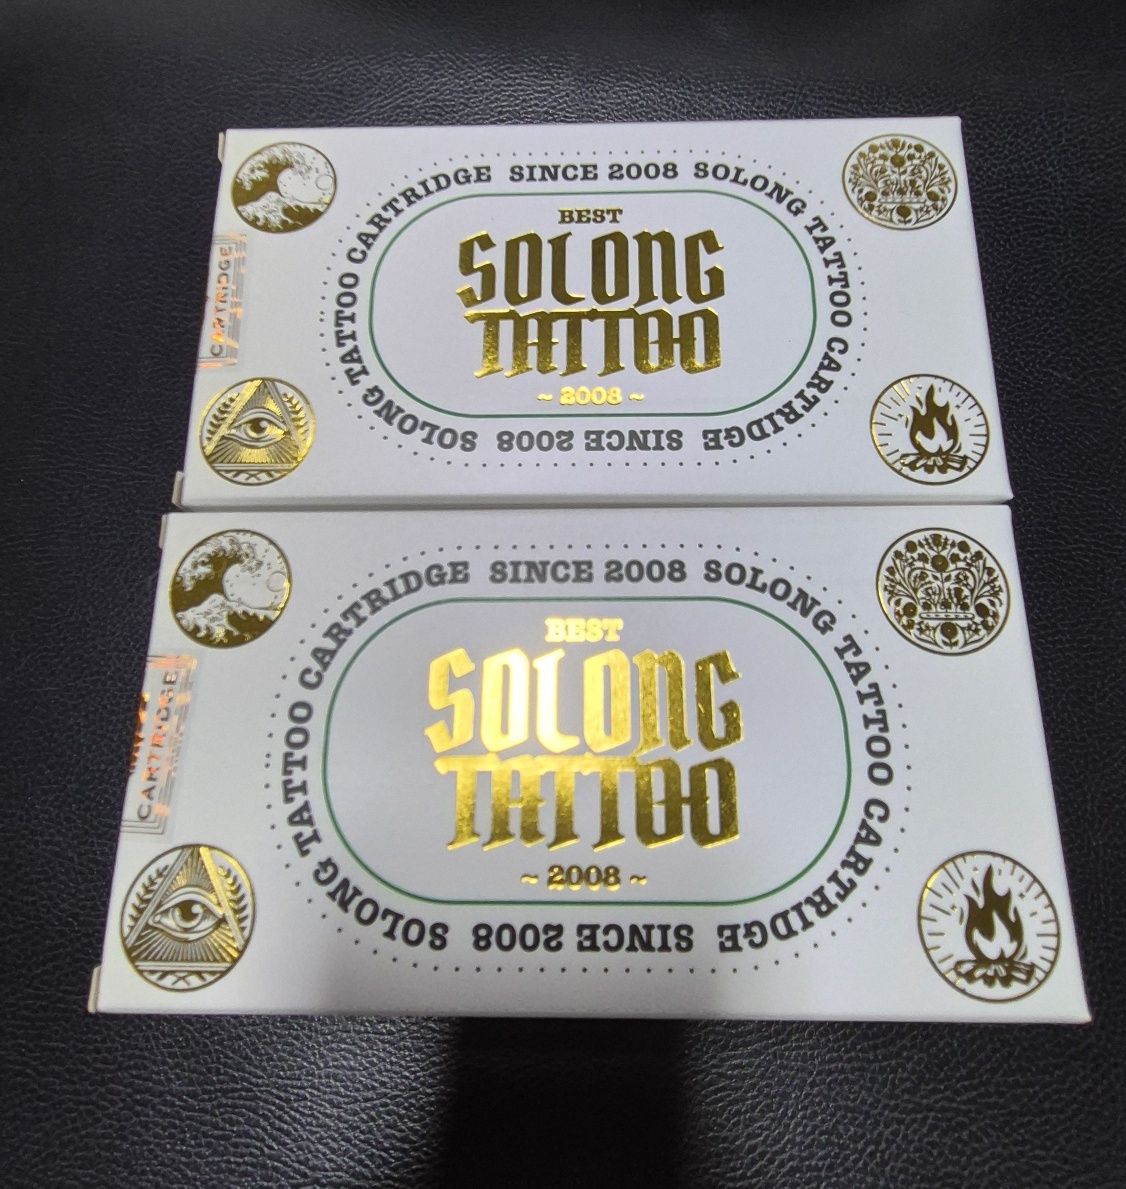 SOLONG TATTOO CARTRIDGE SINCE 2008 SOLONG TATTOO CARTRIDGE SINCE 2008
BEST
SOLONG
TATTOO
~ 2008 ~
CARTRIDGE
SOLONG TATTOO CARTRIDGE SINCE 2008 SOLONG TATTOO CARTRIDGE SINCE 2008
BEST
SOLONG
TATTOO
~ 2008 ~
CARTRIDGE